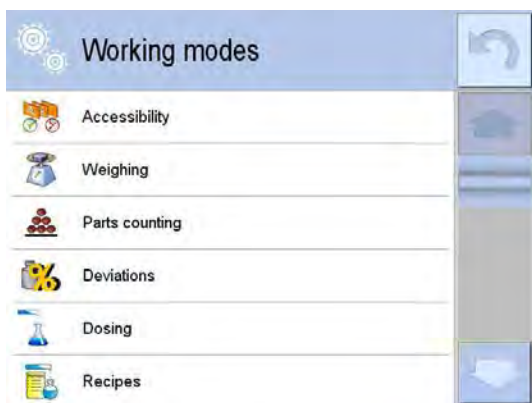 Working modes
Accessibility
Weighing
Parts counting
Deviations
Dosing
Recipes